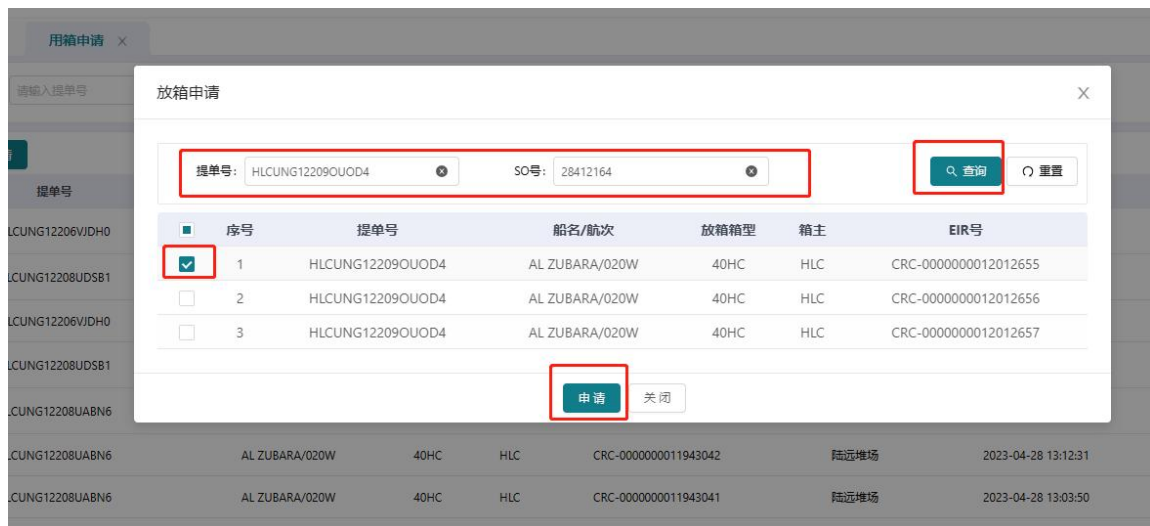 用箱申请 ×
请输入提单号
放箱申请 X
提单号: HLCUNG12209OUOD4 SO号: 28412164 查询 重置
提单号
序号 提单号 船名/航次 放箱箱型 箱主 EIR号
LCUNG12206VJDH0
1 HLCUNG12209OUOD4 AL ZUBARA/020W 40HC HLC CRC-0000000012012655
LCUNG12208UDSB1
2 HLCUNG12209OUOD4 AL ZUBARA/020W 40HC HLC CRC-0000000012012656
LCUNG12206VJDH0
3 HLCUNG12209OUOD4 AL ZUBARA/020W 40HC HLC CRC-0000000012012657
LCUNG12208UDSB1
申请 关闭
LCUNG12208UABN6
LCUNG12208UABN6 AL ZUBARA/020W 40HC HLC CRC-0000000011943042 陆远堆场 2023-04-28 13:12:31
LCUNG12208UABN6 AL ZUBARA/020W 40HC HLC CRC-0000000011943041 陆远堆场 2023-04-28 13:03:50